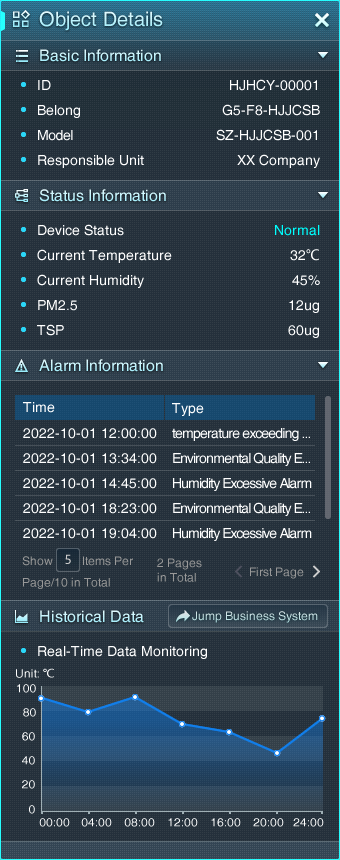 Object Details
Basic Information
ID HJHCY-00001
Belong G5-F8-HJJCSB
Model SZ-HJJCSB-001
Responsible Unit XX Company
Status Information
Device Status Normal
Current Temperature 32℃
Current Humidity 45%
PM2.5 12ug
TSP 60ug
Alarm Information
Time Type
2022-10-01 12:00:00 temperature exceeding ...
2022-10-01 13:34:00 Environmental Quality E...
2022-10-01 14:45:00 Humidity Excessive Alarm
2022-10-01 18:23:00 Environmental Quality E...
2022-10-01 19:04:00 Humidity Excessive Alarm
Show 5 Items Per
Page/10 in Total
2 Pages
in Total
First Page
Historical Data Jump Business System
Real-Time Data Monitoring
Unit: ℃
100
80
60
40
20
0
00:00 04:00 08:00 12:00 16:00 20:00 24:00